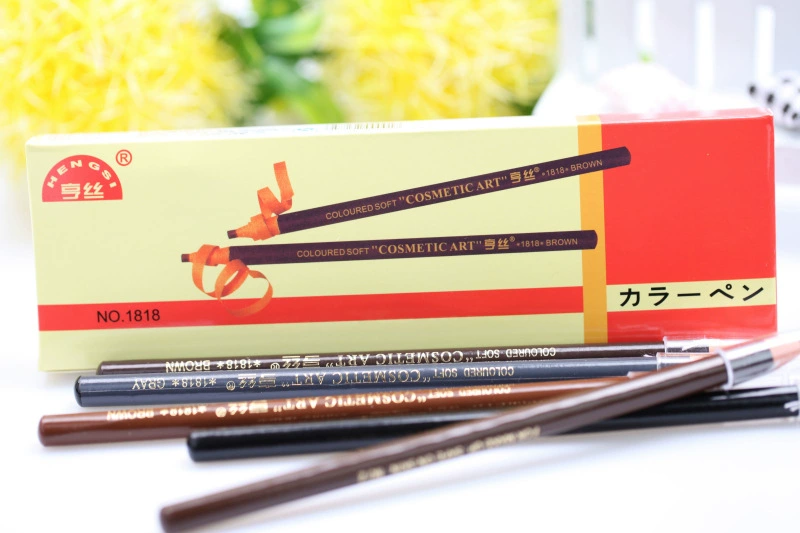 HENGSI
亨丝
®
COLOURED SOFT "COSMETIC ART" 亨丝® *1818* BROWN
COLOURED SOFT "COSMETIC ART" 亨丝® *1818* BROWN
NO.1818
カラーペン
COLOURED SOFT "COSMETIC ART" 亨丝® *1818* BROWN
COLOURED SOFT "COSMETIC ART" 亨丝® *1818* GRAY
COLOURED SOFT "COSMETIC ART" 亨丝® *1818* BROWN